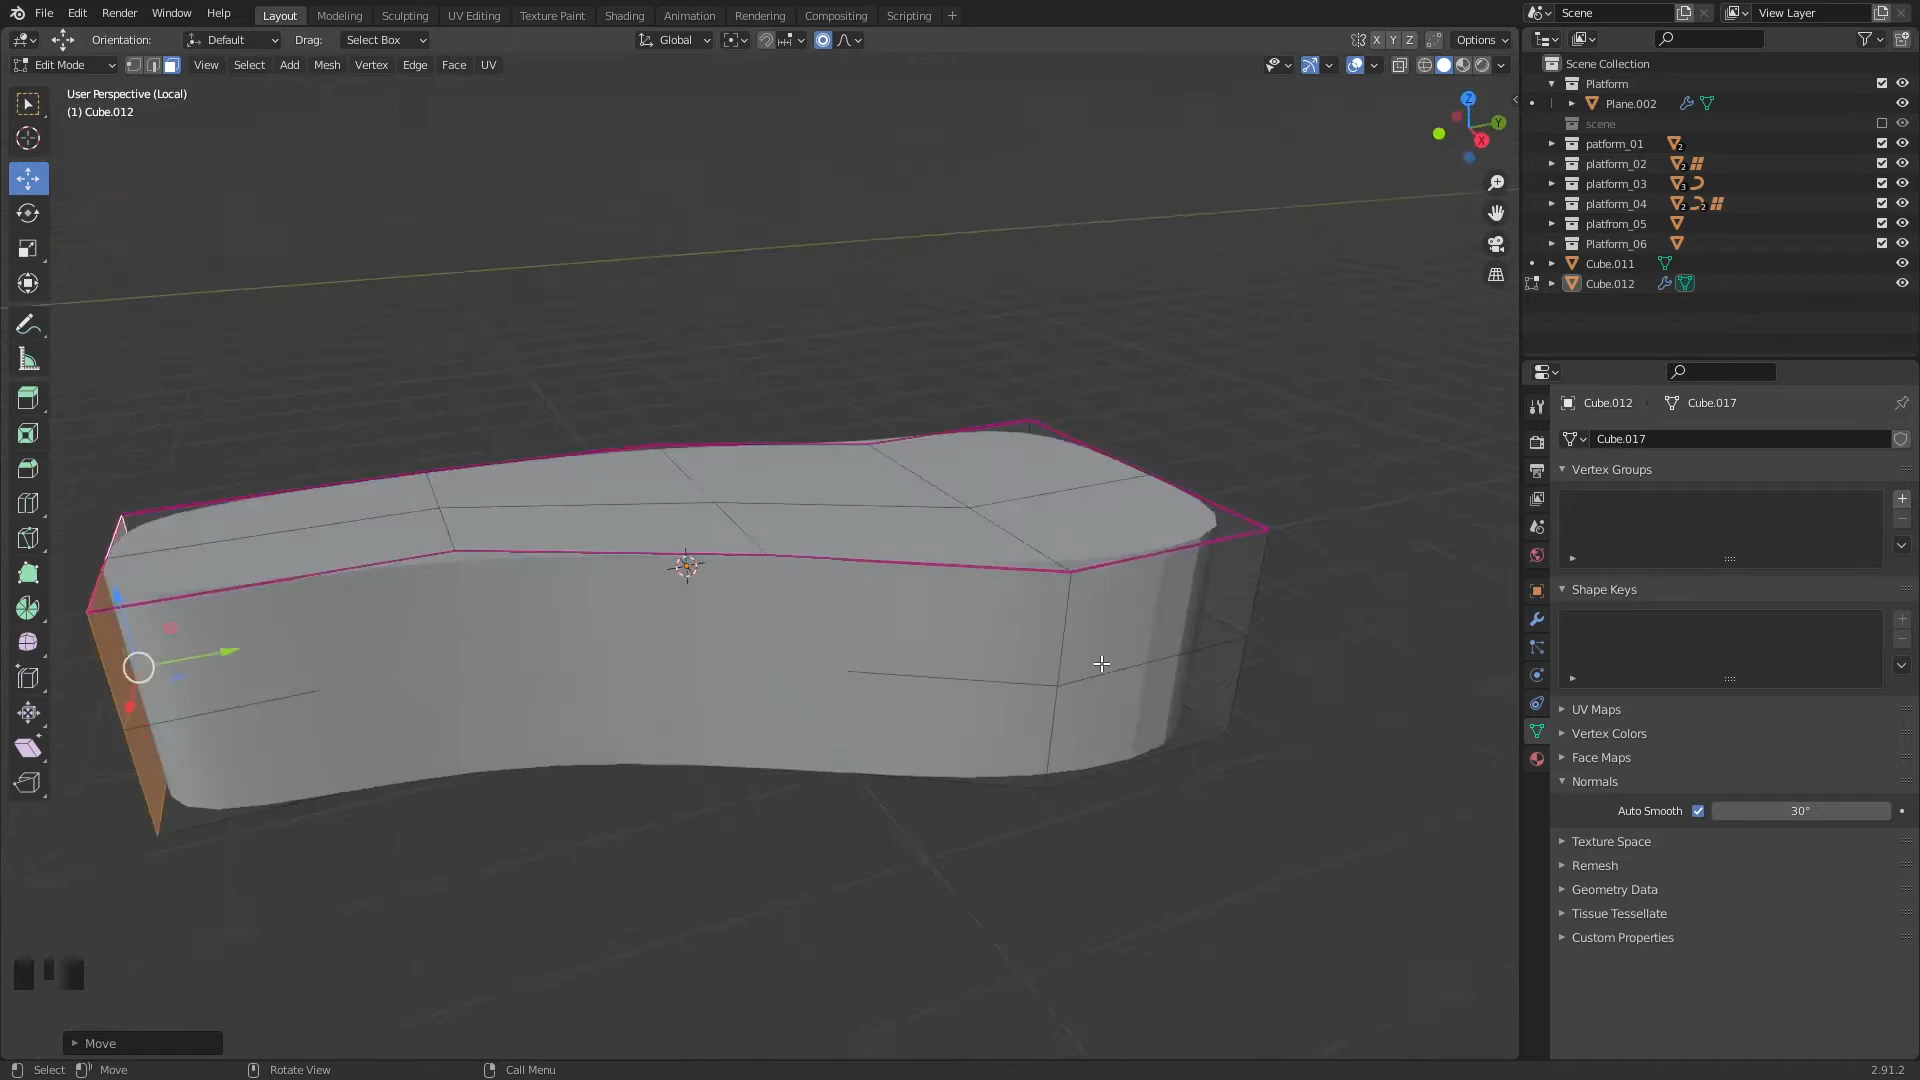 File Edit Render Window Help Layout Modeling Sculpting UV Editing Texture Paint Shading Animation Rendering Compositing Scripting + Scene View Layer
Orientation: Default Drag: Select Box Global X Y Z Options
Edit Mode View Select Add Mesh Vertex Edge Face UV
User Perspective (Local)
(1) Cube.012
Z
Y
X
Scene Collection
Platform
Plane.002
scene
patform_01 2
platform_02 2
platform_03 3
platform_04 2 2
platfrom_05
Platform_06
Cube.011
Cube.012
Cube.012 Cube.017
Cube.017
Vertex Groups
Shape Keys
UV Maps
Vertex Colors
Face Maps
Normals
Auto Smooth 30°
Texture Space
Remesh
Geometry Data
Tissue Tessellate
Custom Properties
Move
Select Move Rotate View Call Menu 2.91.2